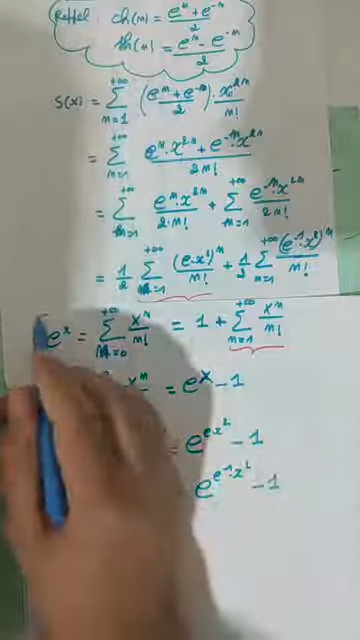 Rappel: ch(n) = (e^n + e^-n)/2
th(n) = (e^n - e^-n)/2
S(x) = Σ_{n=1}^{+∞} ((e^n + e^-n)/2) · x^{2n}/n!
= Σ_{n=1}^{+∞} (e^n · x^{2n} + e^-n · x^{2n})/(2 n!)
= Σ_{n=1}^{+∞} (e^n · x^{2n})/(2·n!) + Σ_{n=1}^{+∞} (e^-n · x^{2n})/(2 n!)
= 1/2 Σ_{n=1}^{+∞} (e·x²)^n/n! + 1/2 Σ_{n=1}^{+∞} (e^-1·x²)^n/n!
e^x = Σ_{n=0}^{+∞} x^n/n! = 1 + Σ_{n=1}^{+∞} x^n/n!
x^n/n! = e^x - 1
= e^{ex²} - 1
e^{e^-1·x²} - 1